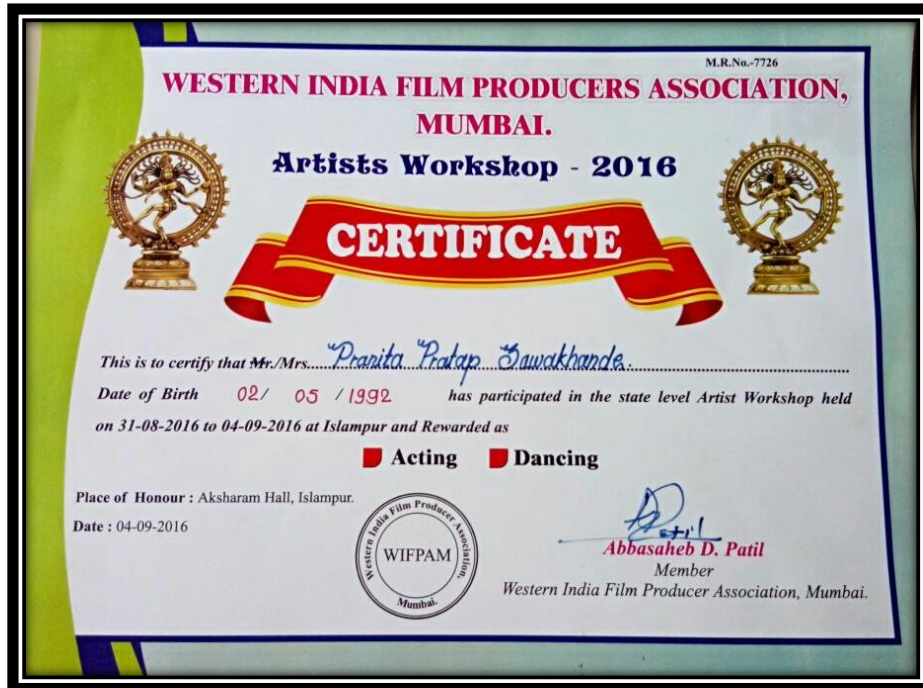 M.R.No.-7726
WESTERN INDIA FILM PRODUCERS ASSOCIATION,
MUMBAI.
Artists Workshop - 2016
CERTIFICATE
This is to certify that Mr./Mrs. Pranita Pratap Sawakhande.
Date of Birth 02/ 05 /1992 has participated in the state level Artist Workshop held
on 31-08-2016 to 04-09-2016 at Islampur and Rewarded as
Acting Dancing
Place of Honour : Aksharam Hall, Islampur.
Date : 04-09-2016
Western India Film Producer Association,
WIFPAM
Mumbai.
Patil
Abbasaheb D. Patil
Member
Western India Film Producer Association, Mumbai.